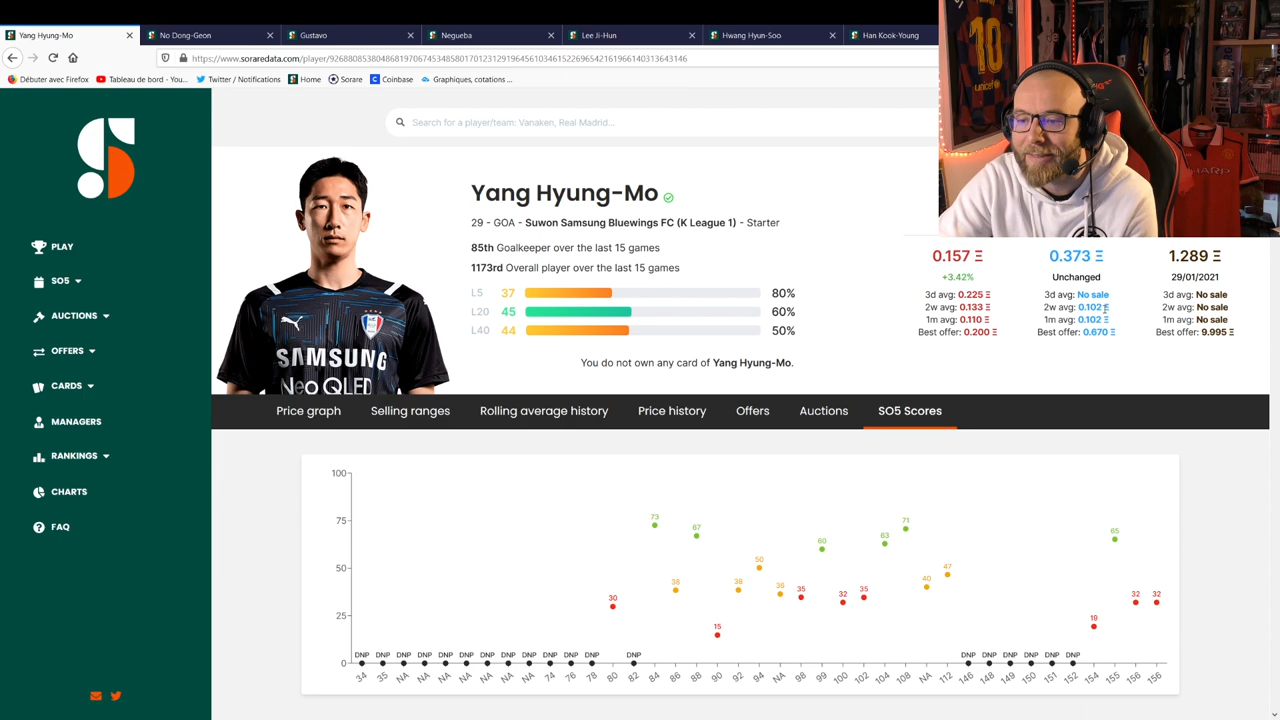 Yang Hyung-Mo
No Dong-Geon
Gustavo
Negueba
Lee Ji-Hun
Hwang Hyun-Soo
Han Kook-Young
https://www.soraredata.com/player/92688085380486819706745348580170123129196456103461522696542161966140313643146
Débuter avec Firefox
Tableau de bord - You...
Twitter / Notifications
Home
Sorare
Coinbase
Graphiques, cotations ...
Search for a player/team: Vanaken, Real Madrid...
PLAY
SO5
AUCTIONS
OFFERS
CARDS
MANAGERS
RANKINGS
CHARTS
FAQ
SAMSUNG
Neo QLED
Yang Hyung-Mo
29 - GOA - Suwon Samsung Bluewings FC (K League 1) - Starter
85th Goalkeeper over the last 15 games
1173rd Overall player over the last 15 games
L5 37 80%
L20 45 60%
L40 44 50%
You do not own any card of Yang Hyung-Mo.
10
unicef
SHARP
0.157 Ξ
+3.42%
3d avg: 0.225 Ξ
2w avg: 0.133 Ξ
1m avg: 0.110 Ξ
Best offer: 0.200 Ξ
0.373 Ξ
Unchanged
3d avg: No sale
2w avg: 0.102 Ξ
1m avg: 0.102 Ξ
Best offer: 0.670 Ξ
1.289 Ξ
29/01/2021
3d avg: No sale
2w avg: No sale
1m avg: No sale
Best offer: 9.995 Ξ
Price graph
Selling ranges
Rolling average history
Price history
Offers
Auctions
SO5 Scores
100
75
50
25
0
DNP DNP DNP DNP DNP DNP DNP DNP DNP DNP DNP DNP DNP DNP DNP DNP DNP DNP DNP
30 73 38 67 15 38 50 36 35 60 32 35 63 71 40 47 19 65 32 32
34 35 NA NA NA NA NA NA NA 74 76 78 80 82 84 86 88 90 92 94 NA 98 99 100 102 104 108 NA 112 146 148 149 150 151 152 154 155 156 156